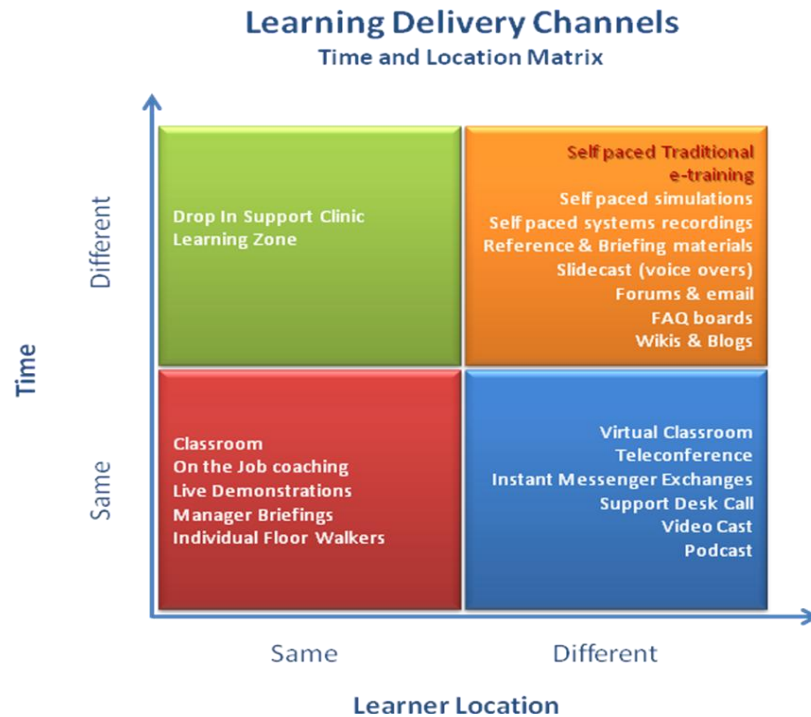 Learning Delivery Channels
Time and Location Matrix
Time
Different
Drop In Support Clinic
Learning Zone
Self paced Traditional
e-training
Self paced simulations
Self paced systems recordings
Reference & Briefing materials
Slidecast (voice overs)
Forums & email
FAQ boards
Wikis & Blogs
Same
Classroom
On the Job coaching
Live Demonstrations
Manager Briefings
Individual Floor Walkers
Virtual Classroom
Teleconference
Instant Messenger Exchanges
Support Desk Call
Video Cast
Podcast
Same
Different
Learner Location